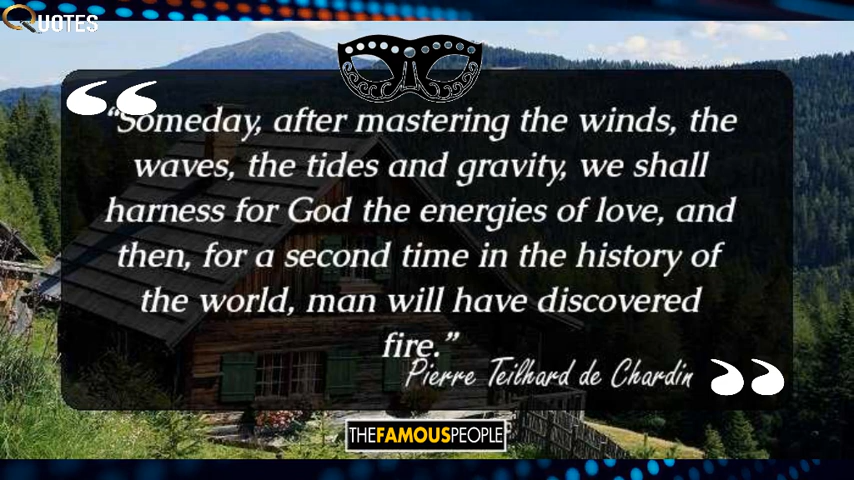 QUOTES
“Someday, after mastering the winds, the
waves, the tides and gravity, we shall
harness for God the energies of love, and
then, for a second time in the history of
the world, man will have discovered
fire.”
Pierre Teilhard de Chardin
THEFAMOUSPEOPLE